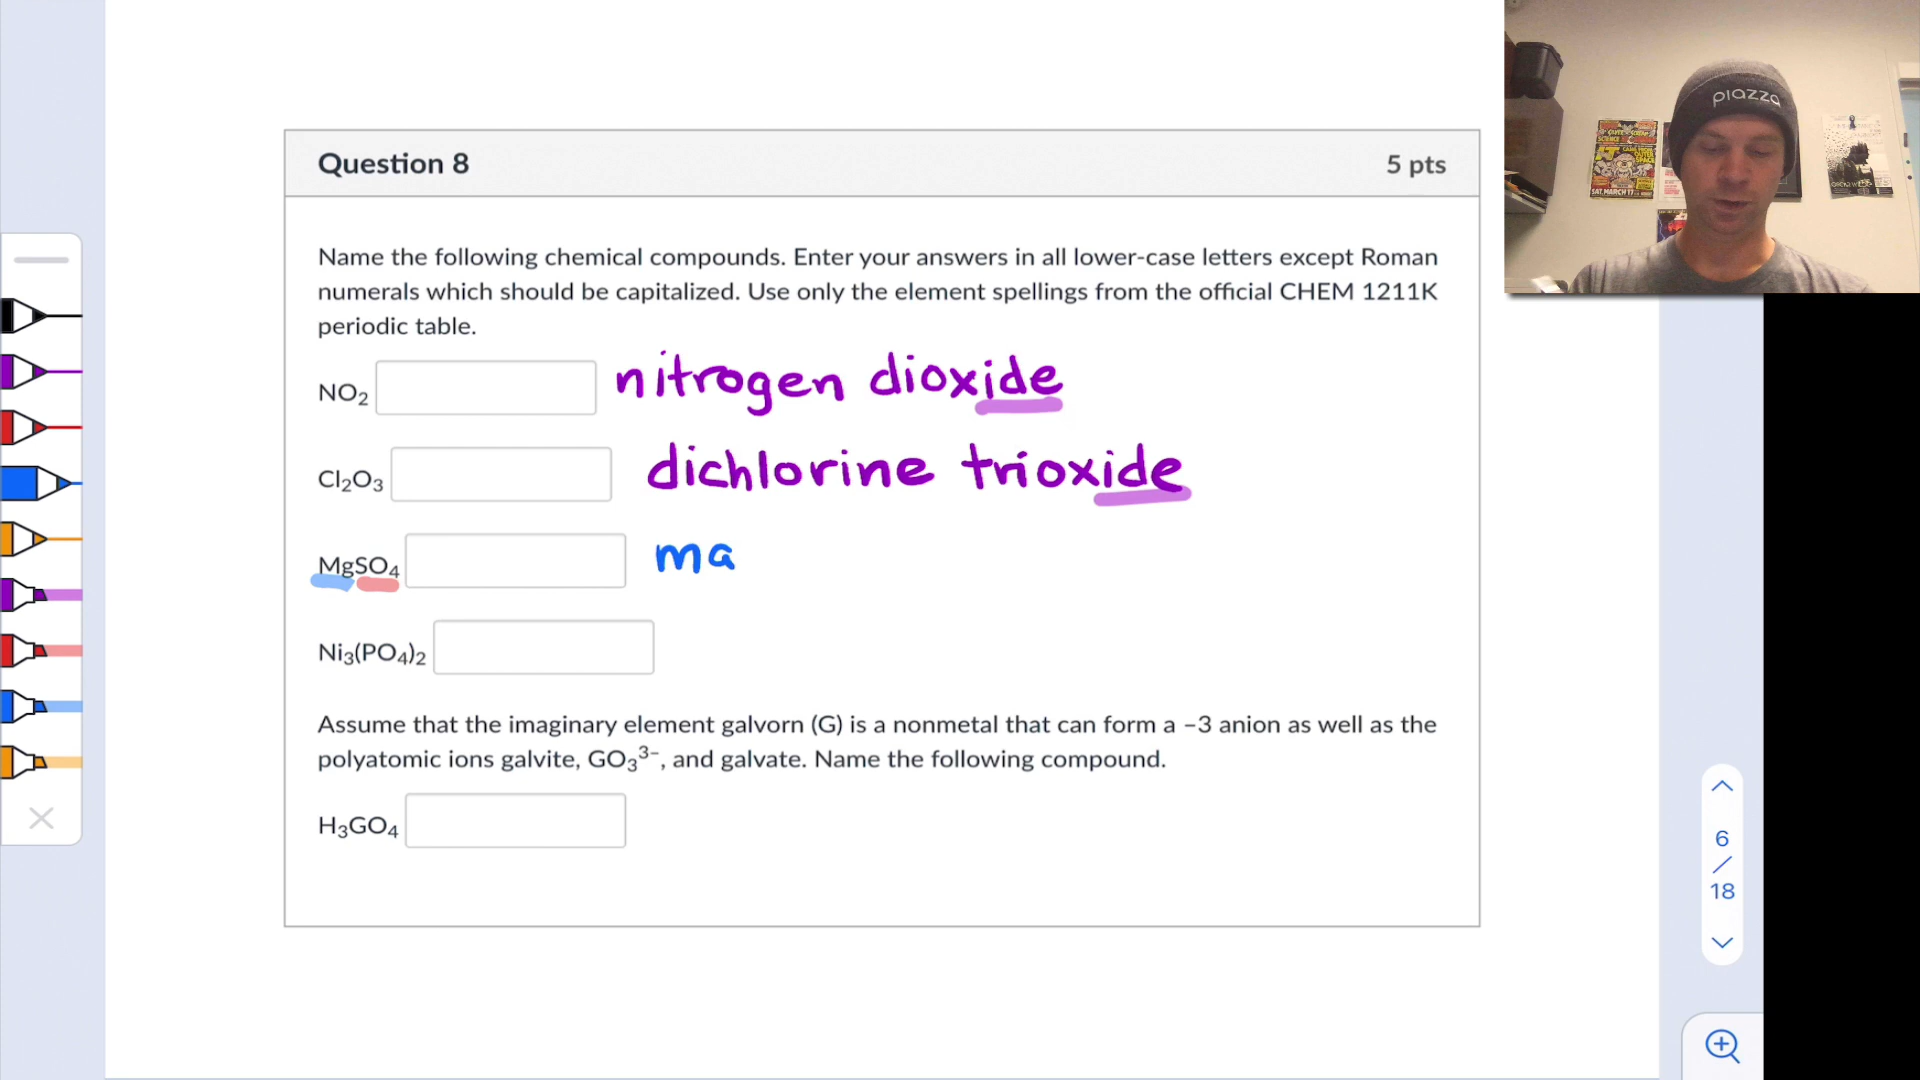 piazza
SAT. MARCH 17
Question 8
5 pts
Name the following chemical compounds. Enter your answers in all lower-case letters except Roman
numerals which should be capitalized. Use only the element spellings from the official CHEM 1211K
periodic table.
NO₂ nitrogen dioxide
Cl₂O₃ dichlorine trioxide
MgSO₄ ma
Ni₃(PO₄)₂
Assume that the imaginary element galvorn (G) is a nonmetal that can form a −3 anion as well as the
polyatomic ions galvite, GO₃³⁻, and galvate. Name the following compound.
H₃GO₄
6
/
18